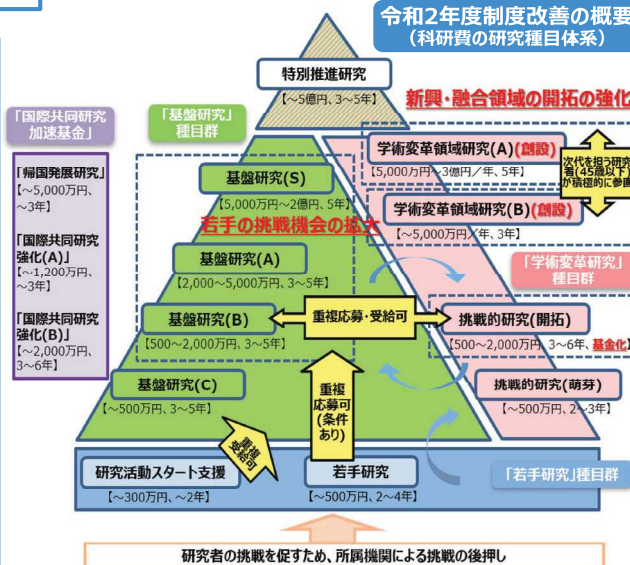 令和2年度制度改善の概要
（科研費の研究種目体系）
特別推進研究
【～5億円、3～5年】
新興・融合領域の開拓の強化
「国際共同研究
加速基金」
「帰国発展研究」
【～5,000万円、
～3年】
「国際共同研究
強化(A)」
【～1,200万円、
～3年】
「国際共同研究
強化(B)」
【～2,000万円、
3～6年】
「基盤研究」
種目群
基盤研究(S)
【5,000万円～2億円、5年】
若手の挑戦機会の拡大
基盤研究(A)
【2,000～5,000万円、3～5年】
基盤研究(B)
【500～2,000万円、3～5年】
基盤研究(C)
【～500万円、3～5年】
学術変革領域研究(A)(創設)
【5,000万円～3億円/年、5年】
学術変革領域研究(B)(創設)
【～5,000万円/年、3年】
次代を担う研究
者(45歳以下)
が積極的に参画
「学術変革研究」
種目群
重複応募・受給可
挑戦的研究(開拓)
【500～2,000万円、3～6年、基金化】
挑戦的研究(萌芽)
【～500万円、2～3年】
重複
応募可
(条件
あり)
重複
受給可
研究活動スタート支援
【～300万円、～2年】
若手研究
【～500万円、2～4年】
「若手研究」種目群
研究者の挑戦を促すため、所属機関による挑戦の後押し